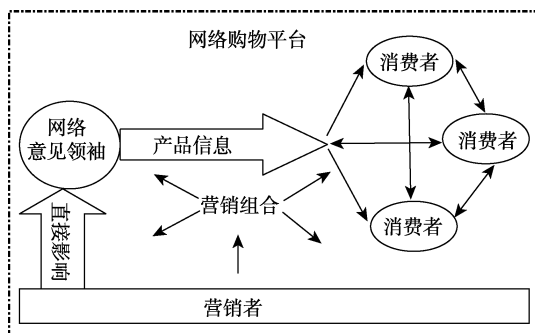 网络购物平台
消费者
网络
意见领袖
产品信息
消费者
营销组合
消费者
直接影响
营销者